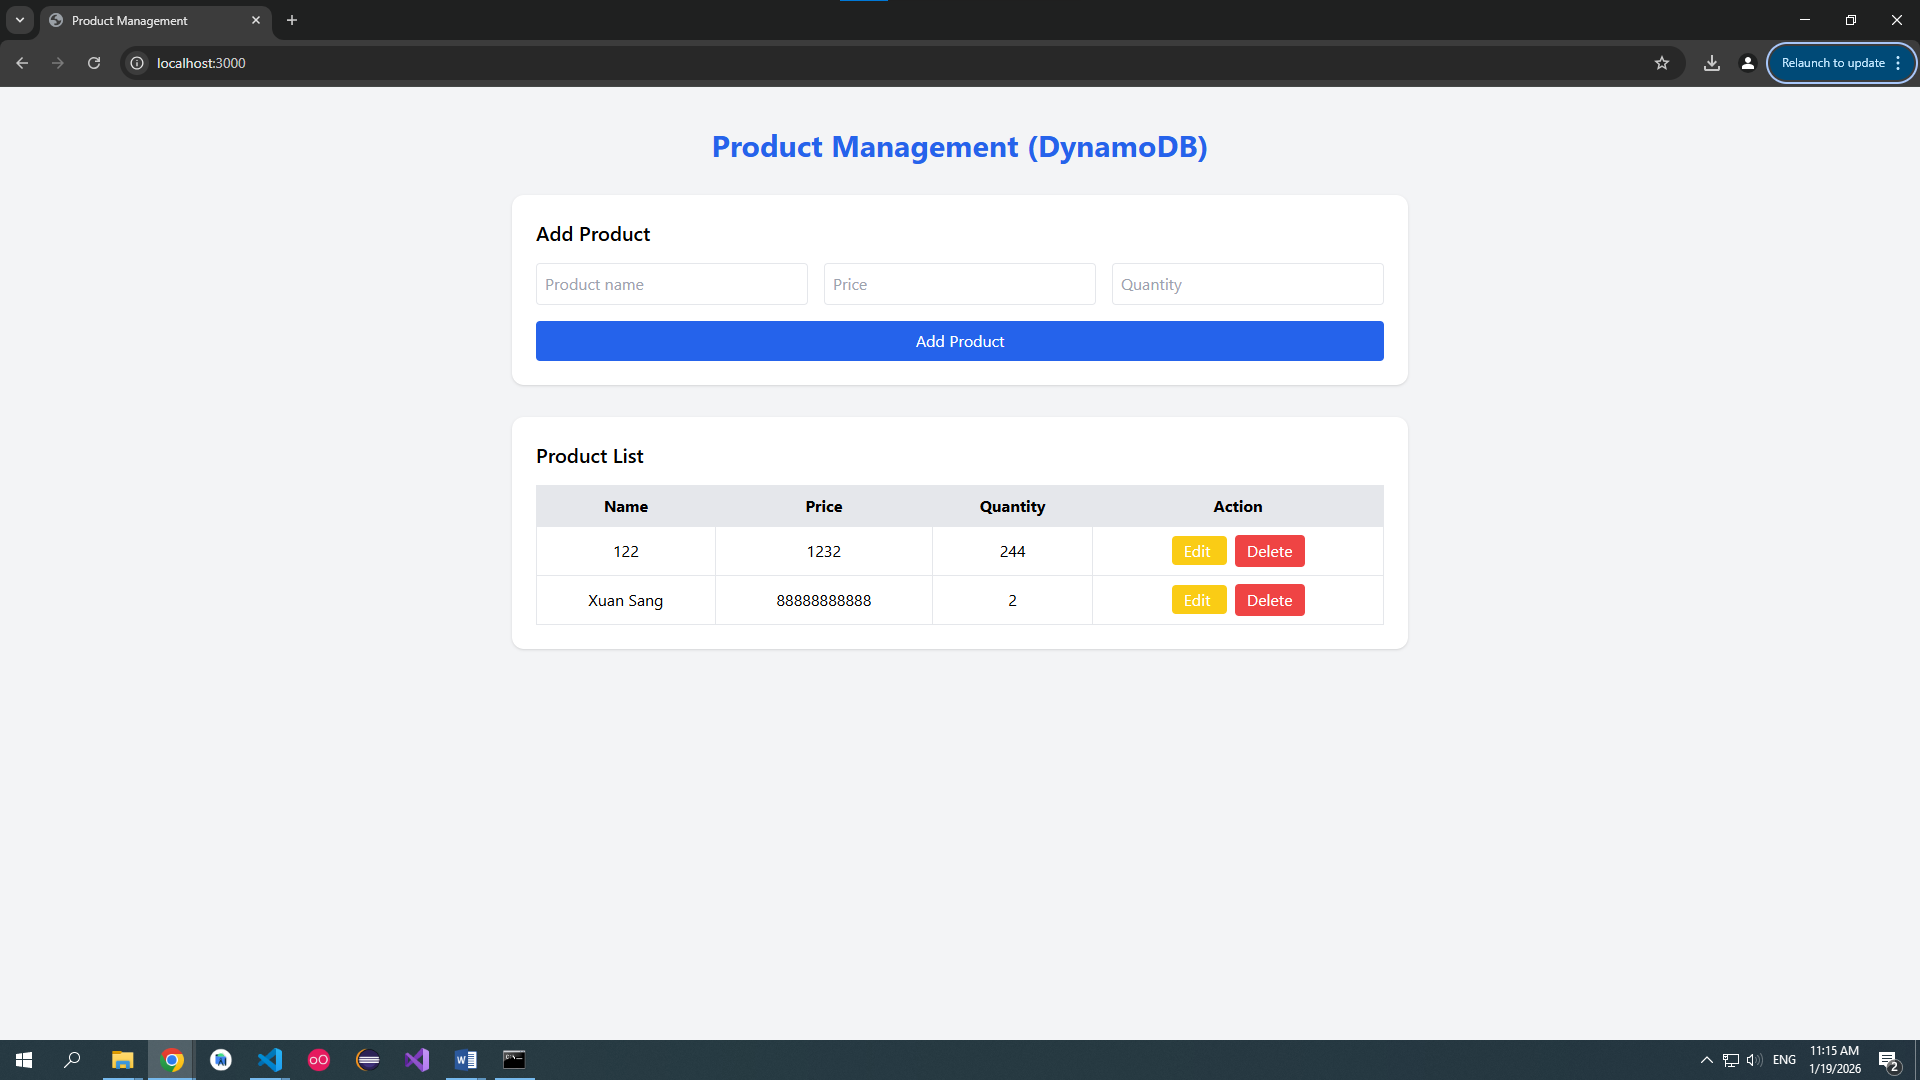 Product Management
localhost:3000
Relaunch to update
Product Management (DynamoDB)
Add Product
Product name Price Quantity
Add Product
Product List
Name Price Quantity Action
122 1232 244 Edit Delete
Xuan Sang 88888888888 2 Edit Delete
ENG
11:15 AM
1/19/2026
2